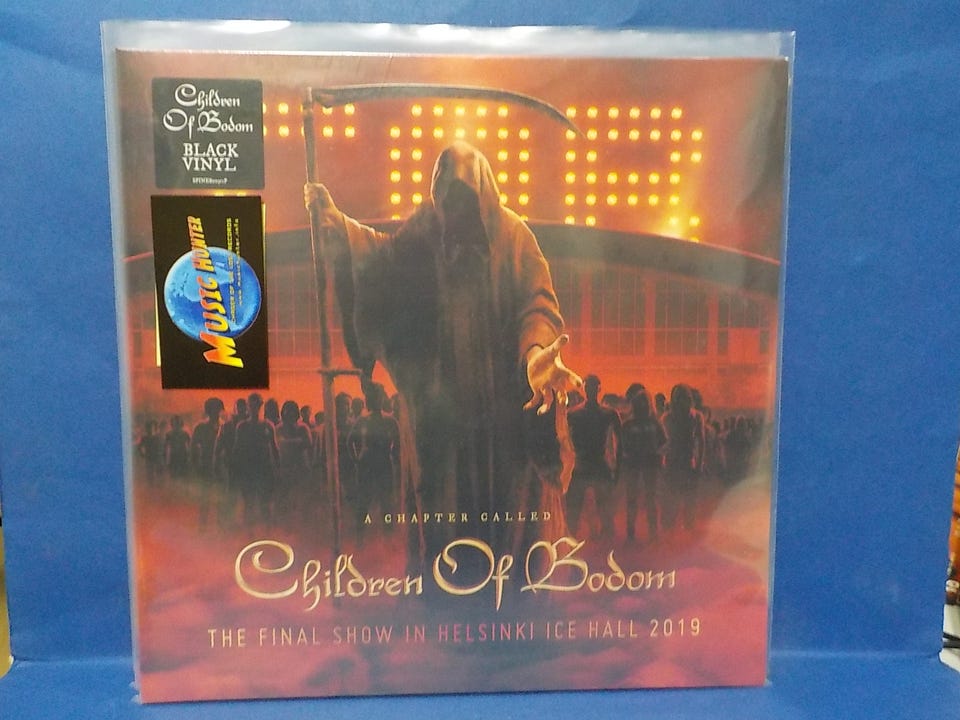 Children
Of Bodom
BLACK
VINYL
MUSIC HUNTER
A CHAPTER CALLED
Children Of Bodom
THE FINAL SHOW IN HELSINKI ICE HALL 2019